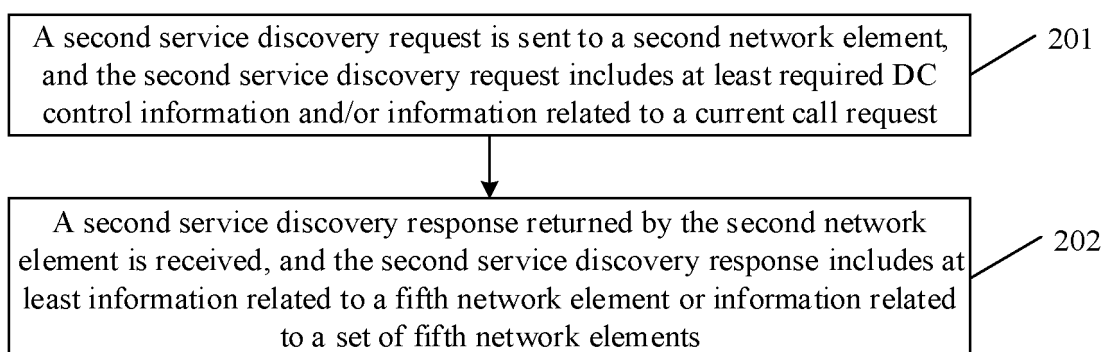 A second service discovery request is sent to a second network element,
and the second service discovery request includes at least required DC
control information and/or information related to a current call request
201
A second service discovery response returned by the second network
element is received, and the second service discovery response includes at
least information related to a fifth network element or information related
to a set of fifth network elements
202